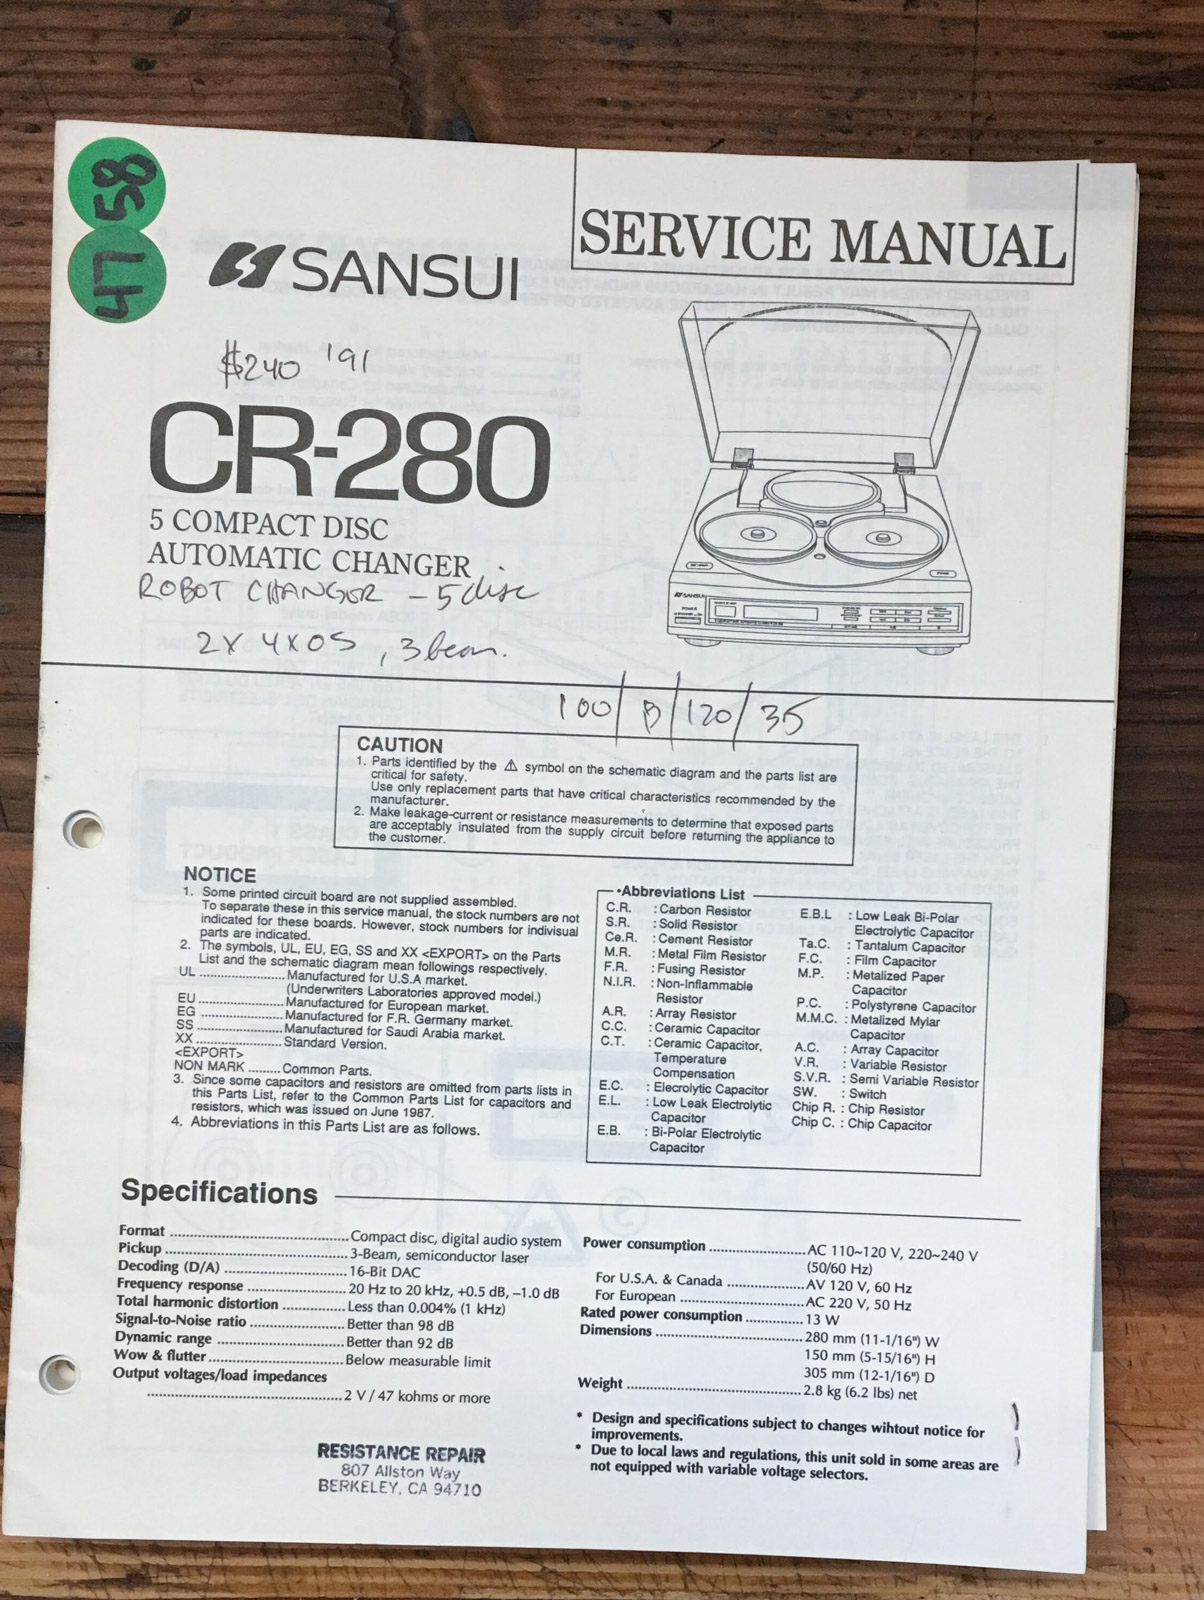 58
47
SANSUI
SERVICE MANUAL
$240 '91
CR-280
5 COMPACT DISC
AUTOMATIC CHANGER
ROBOT CHANGER - 5 disc
2X 4XOS, 3 beam.
SANSUI
100/B/120/35
CAUTION
1. Parts identified by the ⚠ symbol on the schematic diagram and the parts list are
critical for safety.
Use only replacement parts that have critical characteristics recommended by the
manufacturer.
2. Make leakage-current or resistance measurements to determine that exposed parts
are acceptably insulated from the supply circuit before returning the appliance to
the customer.
NOTICE
1. Some printed circuit board are not supplied assembled.
To separate these in this service manual, the stock numbers are not
indicated for these boards. However, stock numbers for indivisual
parts are indicated.
2. The symbols, UL, EU, EG, SS and XX <EXPORT> on the Parts
List and the schematic diagram mean followings respectively.
UL ........................ Manufactured for U.S.A market.
(Underwriters Laboratories approved model.)
EU ........................ Manufactured for European market.
EG ........................ Manufactured for F.R. Germany market.
SS ........................ Manufactured for Saudi Arabia market.
XX ........................ Standard Version.
<EXPORT>
NON MARK ......... Common Parts.
3. Since some capacitors and resistors are omitted from parts lists in
this Parts List, refer to the Common Parts List for capacitors and
resistors, which was issued on June 1987.
4. Abbreviations in this Parts List are as follows.
•Abbreviations List
C.R. : Carbon Resistor
S.R. : Solid Resistor
Ce.R. : Cement Resistor
M.R. : Metal Film Resistor
F.R. : Fusing Resistor
N.I.R. : Non-Inflammable
Resistor
A.R. : Array Resistor
C.C. : Ceramic Capacitor
C.T. : Ceramic Capacitor,
Temperature
Compensation
E.C. : Elecrolytic Capacitor
E.L. : Low Leak Electrolytic
Capacitor
E.B. : Bi-Polar Electrolytic
Capacitor
E.B.L : Low Leak Bi-Polar
Electrolytic Capacitor
Ta.C. : Tantalum Capacitor
F.C. : Film Capacitor
M.P. : Metalized Paper
Capacitor
P.C. : Polystyrene Capacitor
M.M.C. : Metalized Mylar
Capacitor
A.C. : Array Capacitor
V.R. : Variable Resistor
S.V.R. : Semi Variable Resistor
SW. : Switch
Chip R. : Chip Resistor
Chip C. : Chip Capacitor
Specifications
Format ........................ Compact disc, digital audio system
Pickup ........................ 3-Beam, semiconductor laser
Decoding (D/A) ........................ 16-Bit DAC
Frequency response ........................ 20 Hz to 20 kHz, +0.5 dB, –1.0 dB
Total harmonic distortion ............... Less than 0.004% (1 kHz)
Signal-to-Noise ratio ........................ Better than 98 dB
Dynamic range ........................ Better than 92 dB
Wow & flutter ........................ Below measurable limit
Output voltages/load impedances
........................ 2 V / 47 kohms or more
Power consumption ........................ AC 110~120 V, 220~240 V
(50/60 Hz)
For U.S.A. & Canada ................... AV 120 V, 60 Hz
For European ........................ AC 220 V, 50 Hz
Rated power consumption .............. 13 W
Dimensions ........................ 280 mm (11-1/16") W
150 mm (5-15/16") H
305 mm (12-1/16") D
Weight ........................ 2.8 kg (6.2 lbs) net
* Design and specifications subject to changes wihtout notice for
improvements.
* Due to local laws and regulations, this unit sold in some areas are
not equipped with variable voltage selectors.
RESISTANCE REPAIR
807 Allston Way
BERKELEY, CA 94710